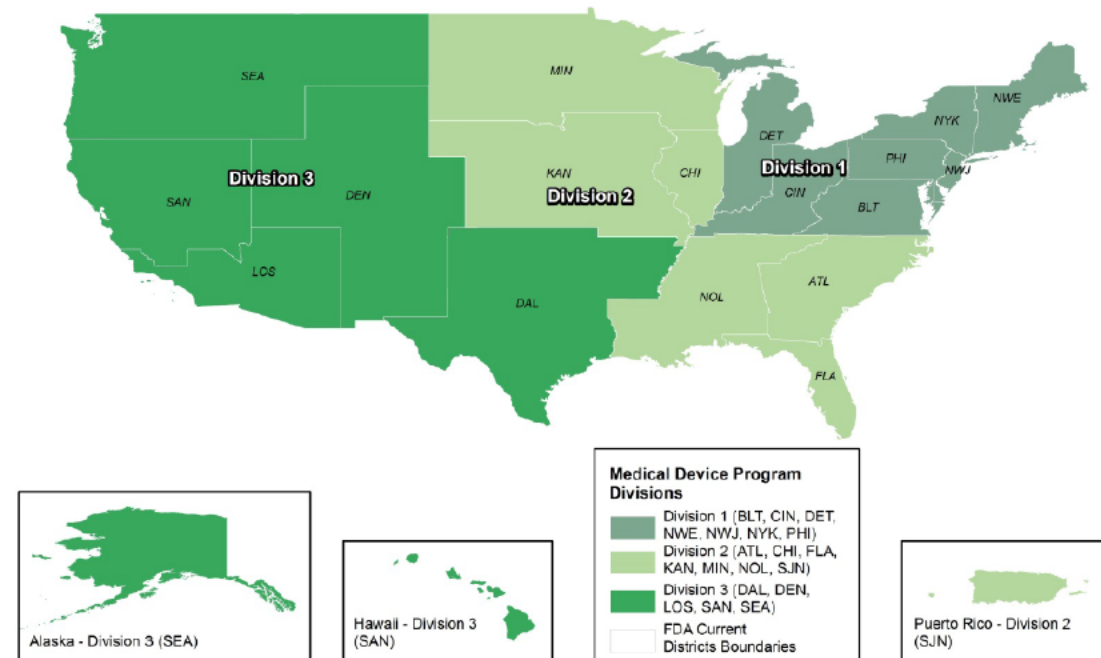 SEA
MIN
NWE
NYK
DET
PHI
NWJ
Division 3
DEN
KAN
CHI
Division 1
SAN
Division 2
CIN
BLT
LOS
DAL
NOL
ATL
FLA
Medical Device Program
Divisions
Division 1 (BLT, CIN, DET,
NWE, NWJ, NYK, PHI)
Division 2 (ATL, CHI, FLA,
KAN, MIN, NOL, SJN)
Division 3 (DAL, DEN,
LOS, SAN, SEA)
FDA Current
Districts Boundaries
Alaska - Division 3 (SEA)
Hawaii - Division 3
(SAN)
Puerto Rico - Division 2
(SJN)